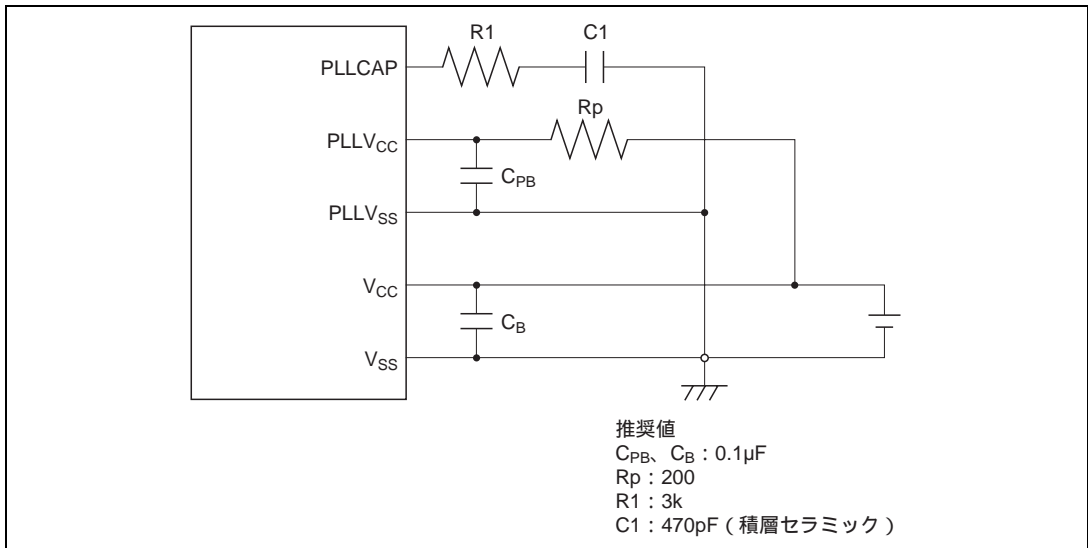 R1
C1
PLLCAP
Rp
PLLVCC
CPB
PLLVSS
VCC
CB
VSS
推奨値
CPB、CB：0.1μF
Rp：200
R1：3k
C1：470pF（積層セラミック）